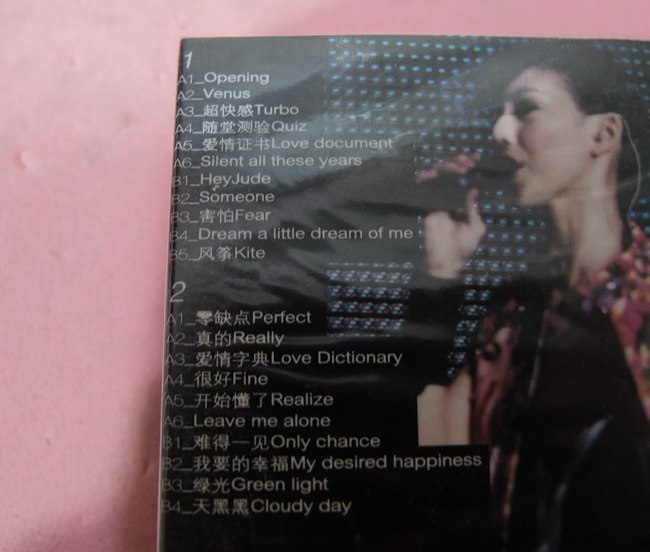 1
A1_Opening
A2_Venus
A3_超快感Turbo
A4_随堂测验Quiz
A5_爱情证书Love document
A6_Silent all these years
B1_HeyJude
B2_Someone
B3_害怕Fear
B4_Dream a little dream of me
B5_风筝Kite
2
A1_零缺点Perfect
A2_真的Really
A3_爱情字典Love Dictionary
A4_很好Fine
A5_开始懂了Realize
A6_Leave me alone
B1_难得一见Only chance
B2_我要的幸福My desired happiness
B3_绿光Green light
B4_天黑黑Cloudy day